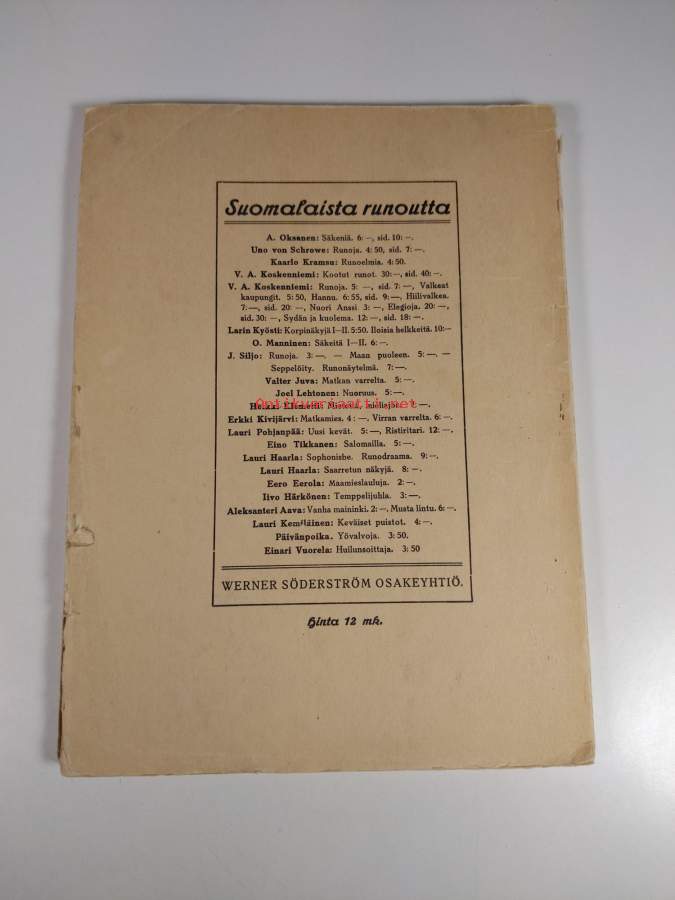 Suomalaista runoutta
A. Oksanen: Säkeniä. 6: —, sid. 10: —.
Uno von Schrowe: Runoja. 4: 50, sid. 7: —.
Kaarlo Kramsu: Runoelmia. 4: 50.
V. A. Koskenniemi: Kootut runot. 30: —, sid. 40: —.
V. A. Koskenniemi: Runoja. 5: —, sid. 7: —, Valkeat
kaupungit. 5: 50, Hannu. 6: 55, sid. 9: —. Hiilivalkea.
7: —, sid. 20: —, Nuori Anssi 3: —, Elegioja. 20: —,
sid. 30: —, Sydän ja kuolema. 12: —, sid. 18: —.
Larin Kyösti: Korpinäkyjä I—II. 5:50. Iloisia helkkeitä. 10: —
O. Manninen: Säkeitä I—II. 6: —.
J. Siljo: Runoja. 3: —. — Maan puoleen. 5: —. —
Seppelöity. Runonäytelmä. 7: —.
Valter Juva: Matkan varrelta. 5: —.
Joel Lehtonen: Nuoruus. 5: —.
Antikvariaatti.net
Erkki Kivijärvi: Matkamies. 4: —. Virran varrelta. 6: —.
Lauri Pohjanpää: Uusi kevät. 5: —, Ristiritari. 12: —.
Eino Tikkanen: Salomailla. 5: —.
Lauri Haarla: Sophonisbe. Runodraama. 9: —.
Lauri Haarla: Saarretun näkyjä. 8: —.
Eero Eerola: Maamieslauluja. 2: —.
Iivo Härkönen: Temppelijuhla. 3: —.
Aleksanteri Aava: Vanha maininki. 2: —. Musta lintu. 6: —.
Lauri Kemiläinen: Keväiset puistot. 4: —.
Päivänpoika. Yövalvoja. 3: 50.
Einari Vuorela: Huilunsoittaja. 3: 50
WERNER SÖDERSTRÖM OSAKEYHTIÖ.
Hinta 12 mk.